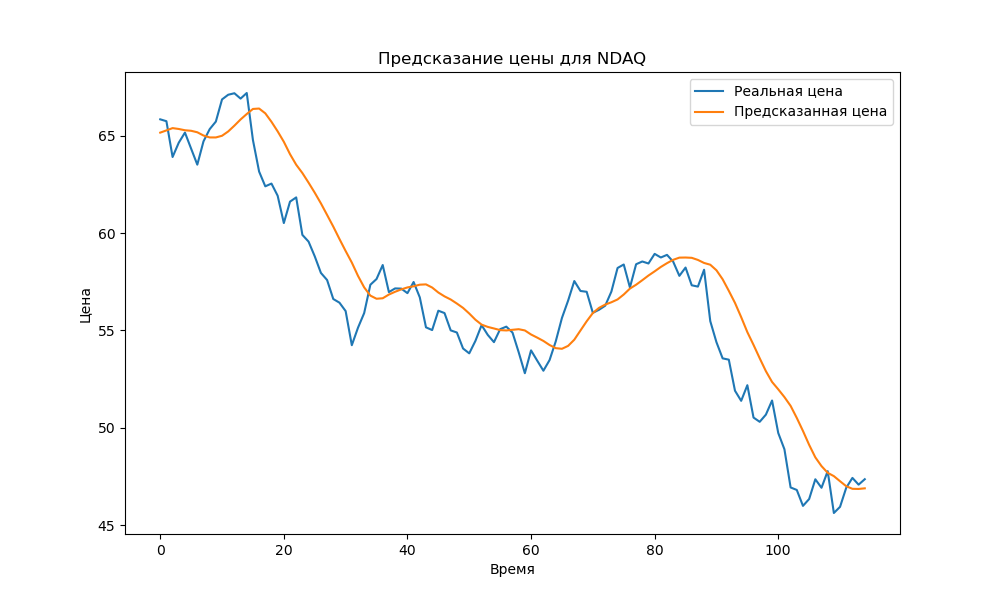 Предсказание цены для NDAQ
Реальная цена
Предсказанная цена
Цена
65
60
55
50
45
0 20 40 60 80 100
Время